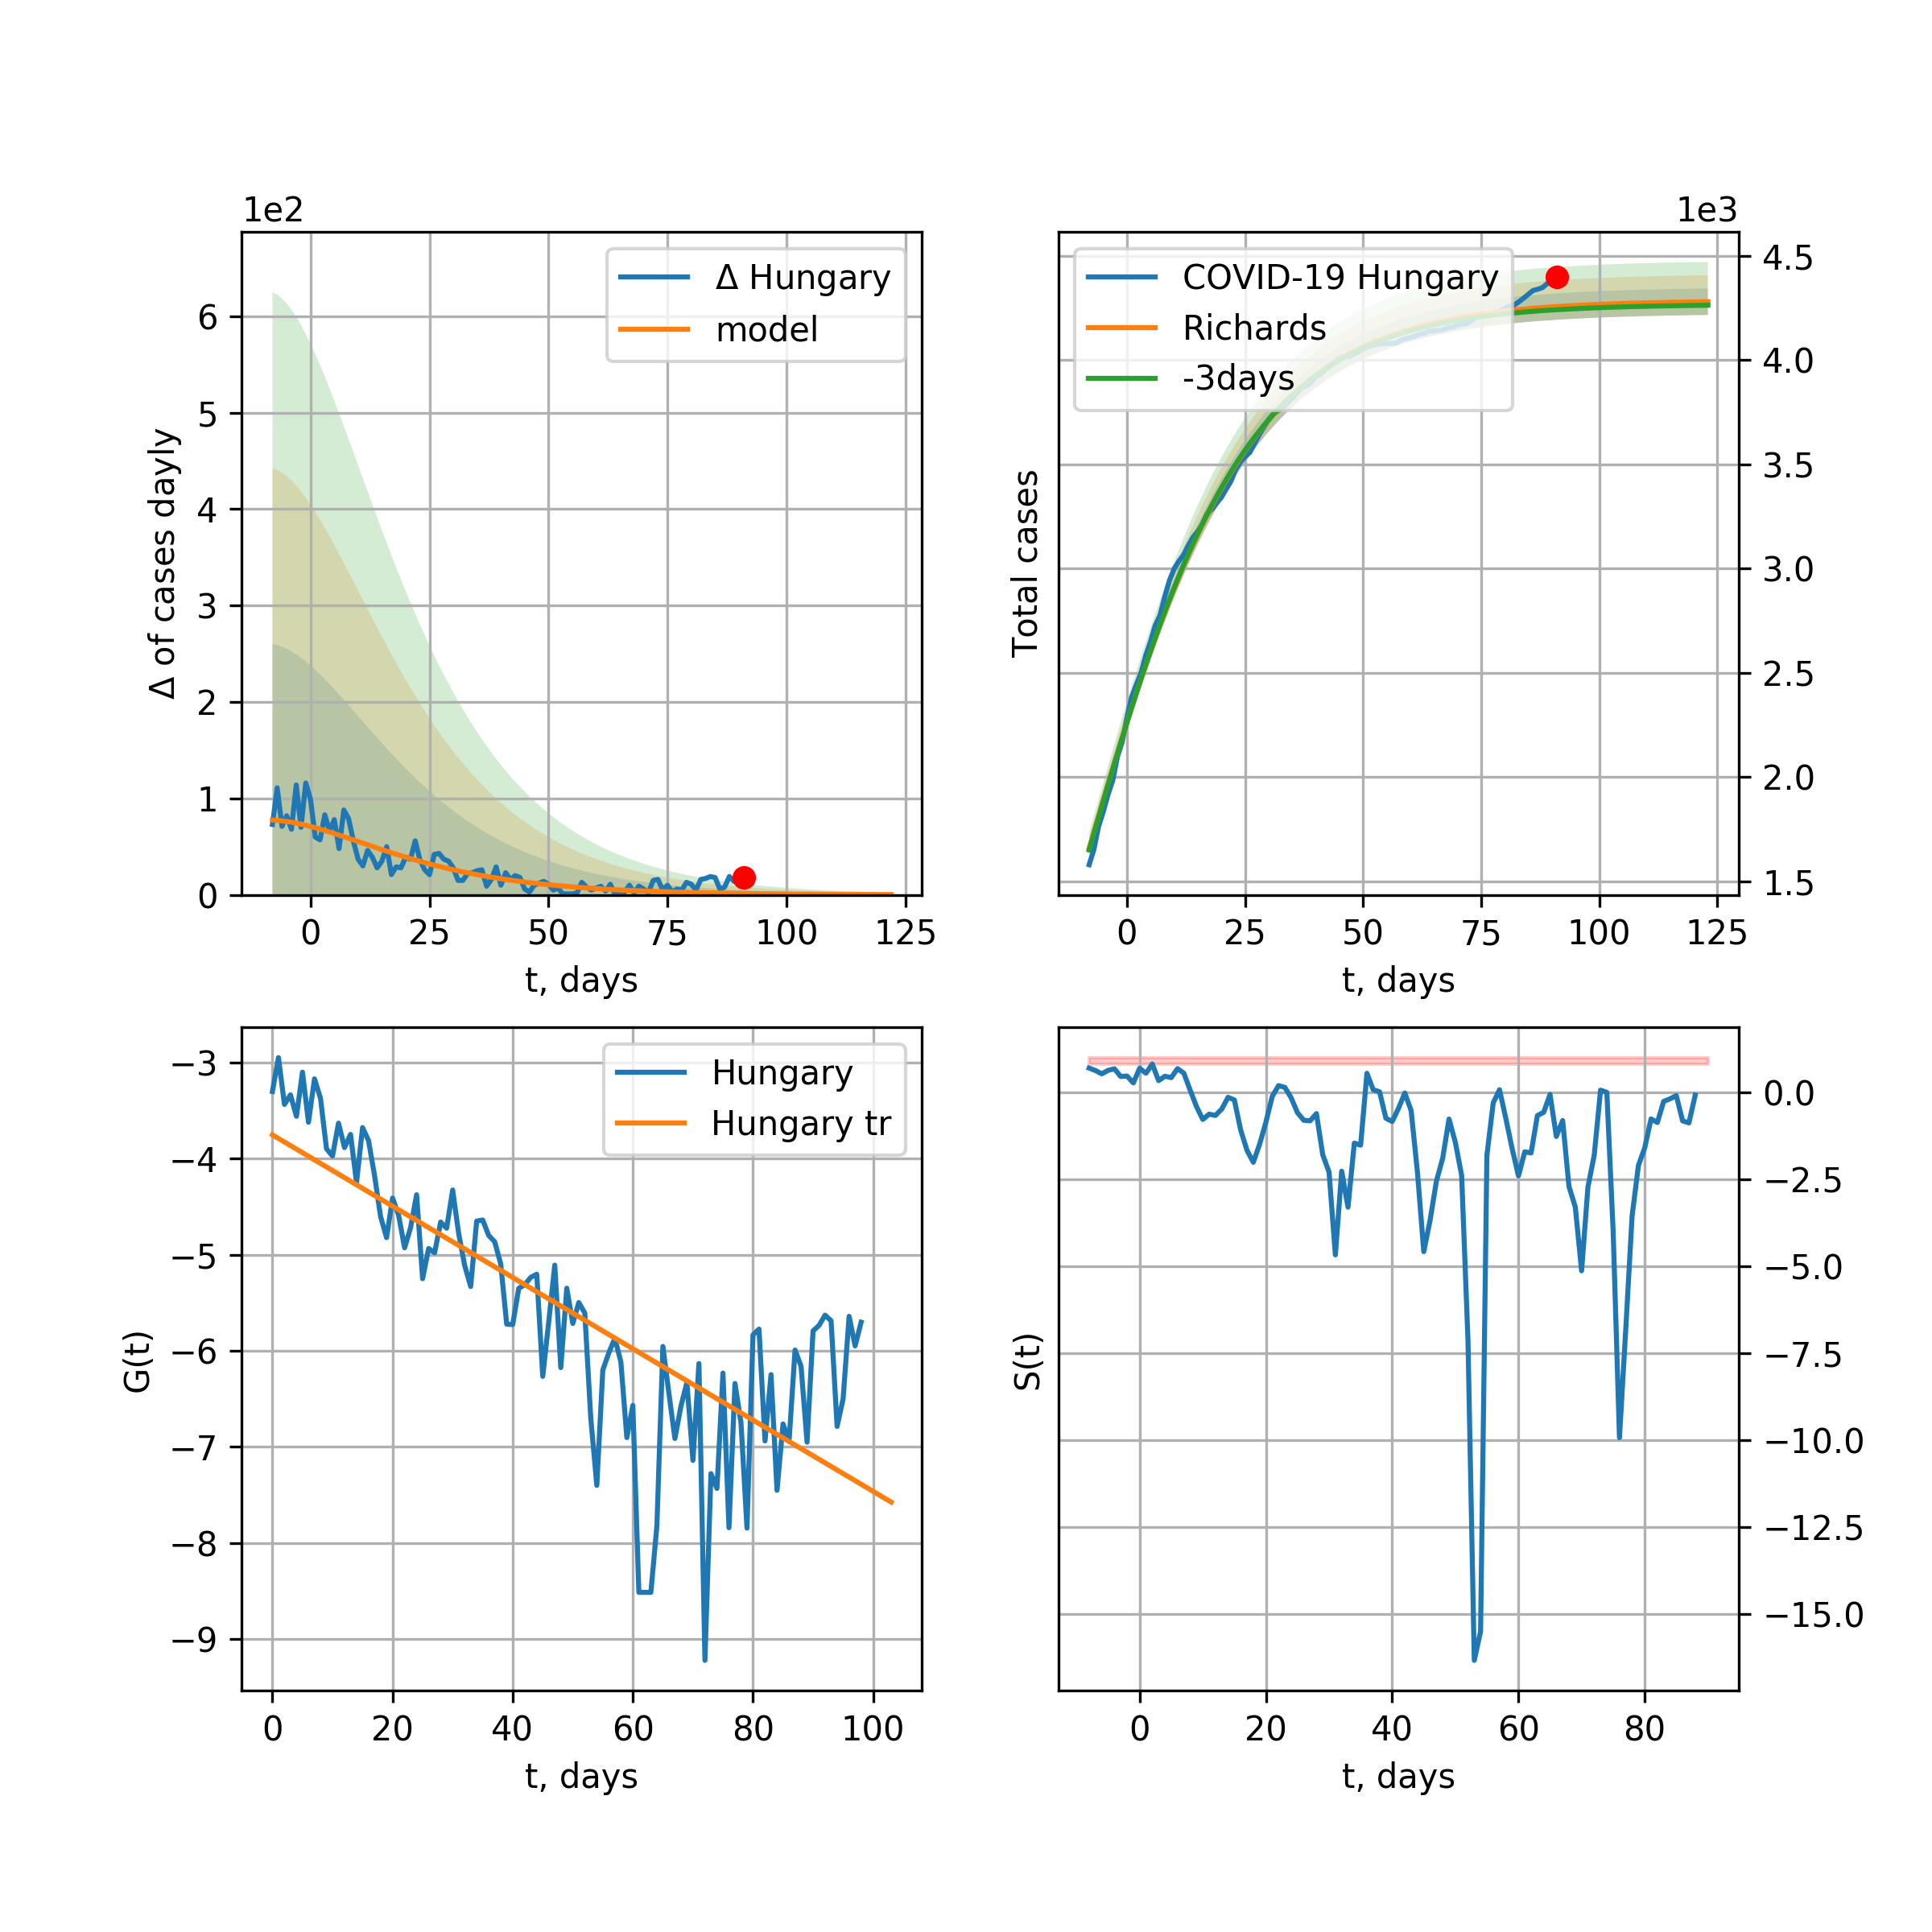 1e2
Δ Hungary
model
6
5
4
3
2
1
0
Δ of cases dayly
0 25 50 75 100 125
t, days
1e3
COVID-19 Hungary
Richards
-3days
4.5
4.0
3.5
3.0
2.5
2.0
1.5
Total cases
0 25 50 75 100 125
t, days
Hungary
Hungary tr
−3
−4
−5
−6
−7
−8
−9
G(t)
0 20 40 60 80 100
t, days
0.0
−2.5
−5.0
−7.5
−10.0
−12.5
−15.0
S(t)
0 20 40 60 80
t, days